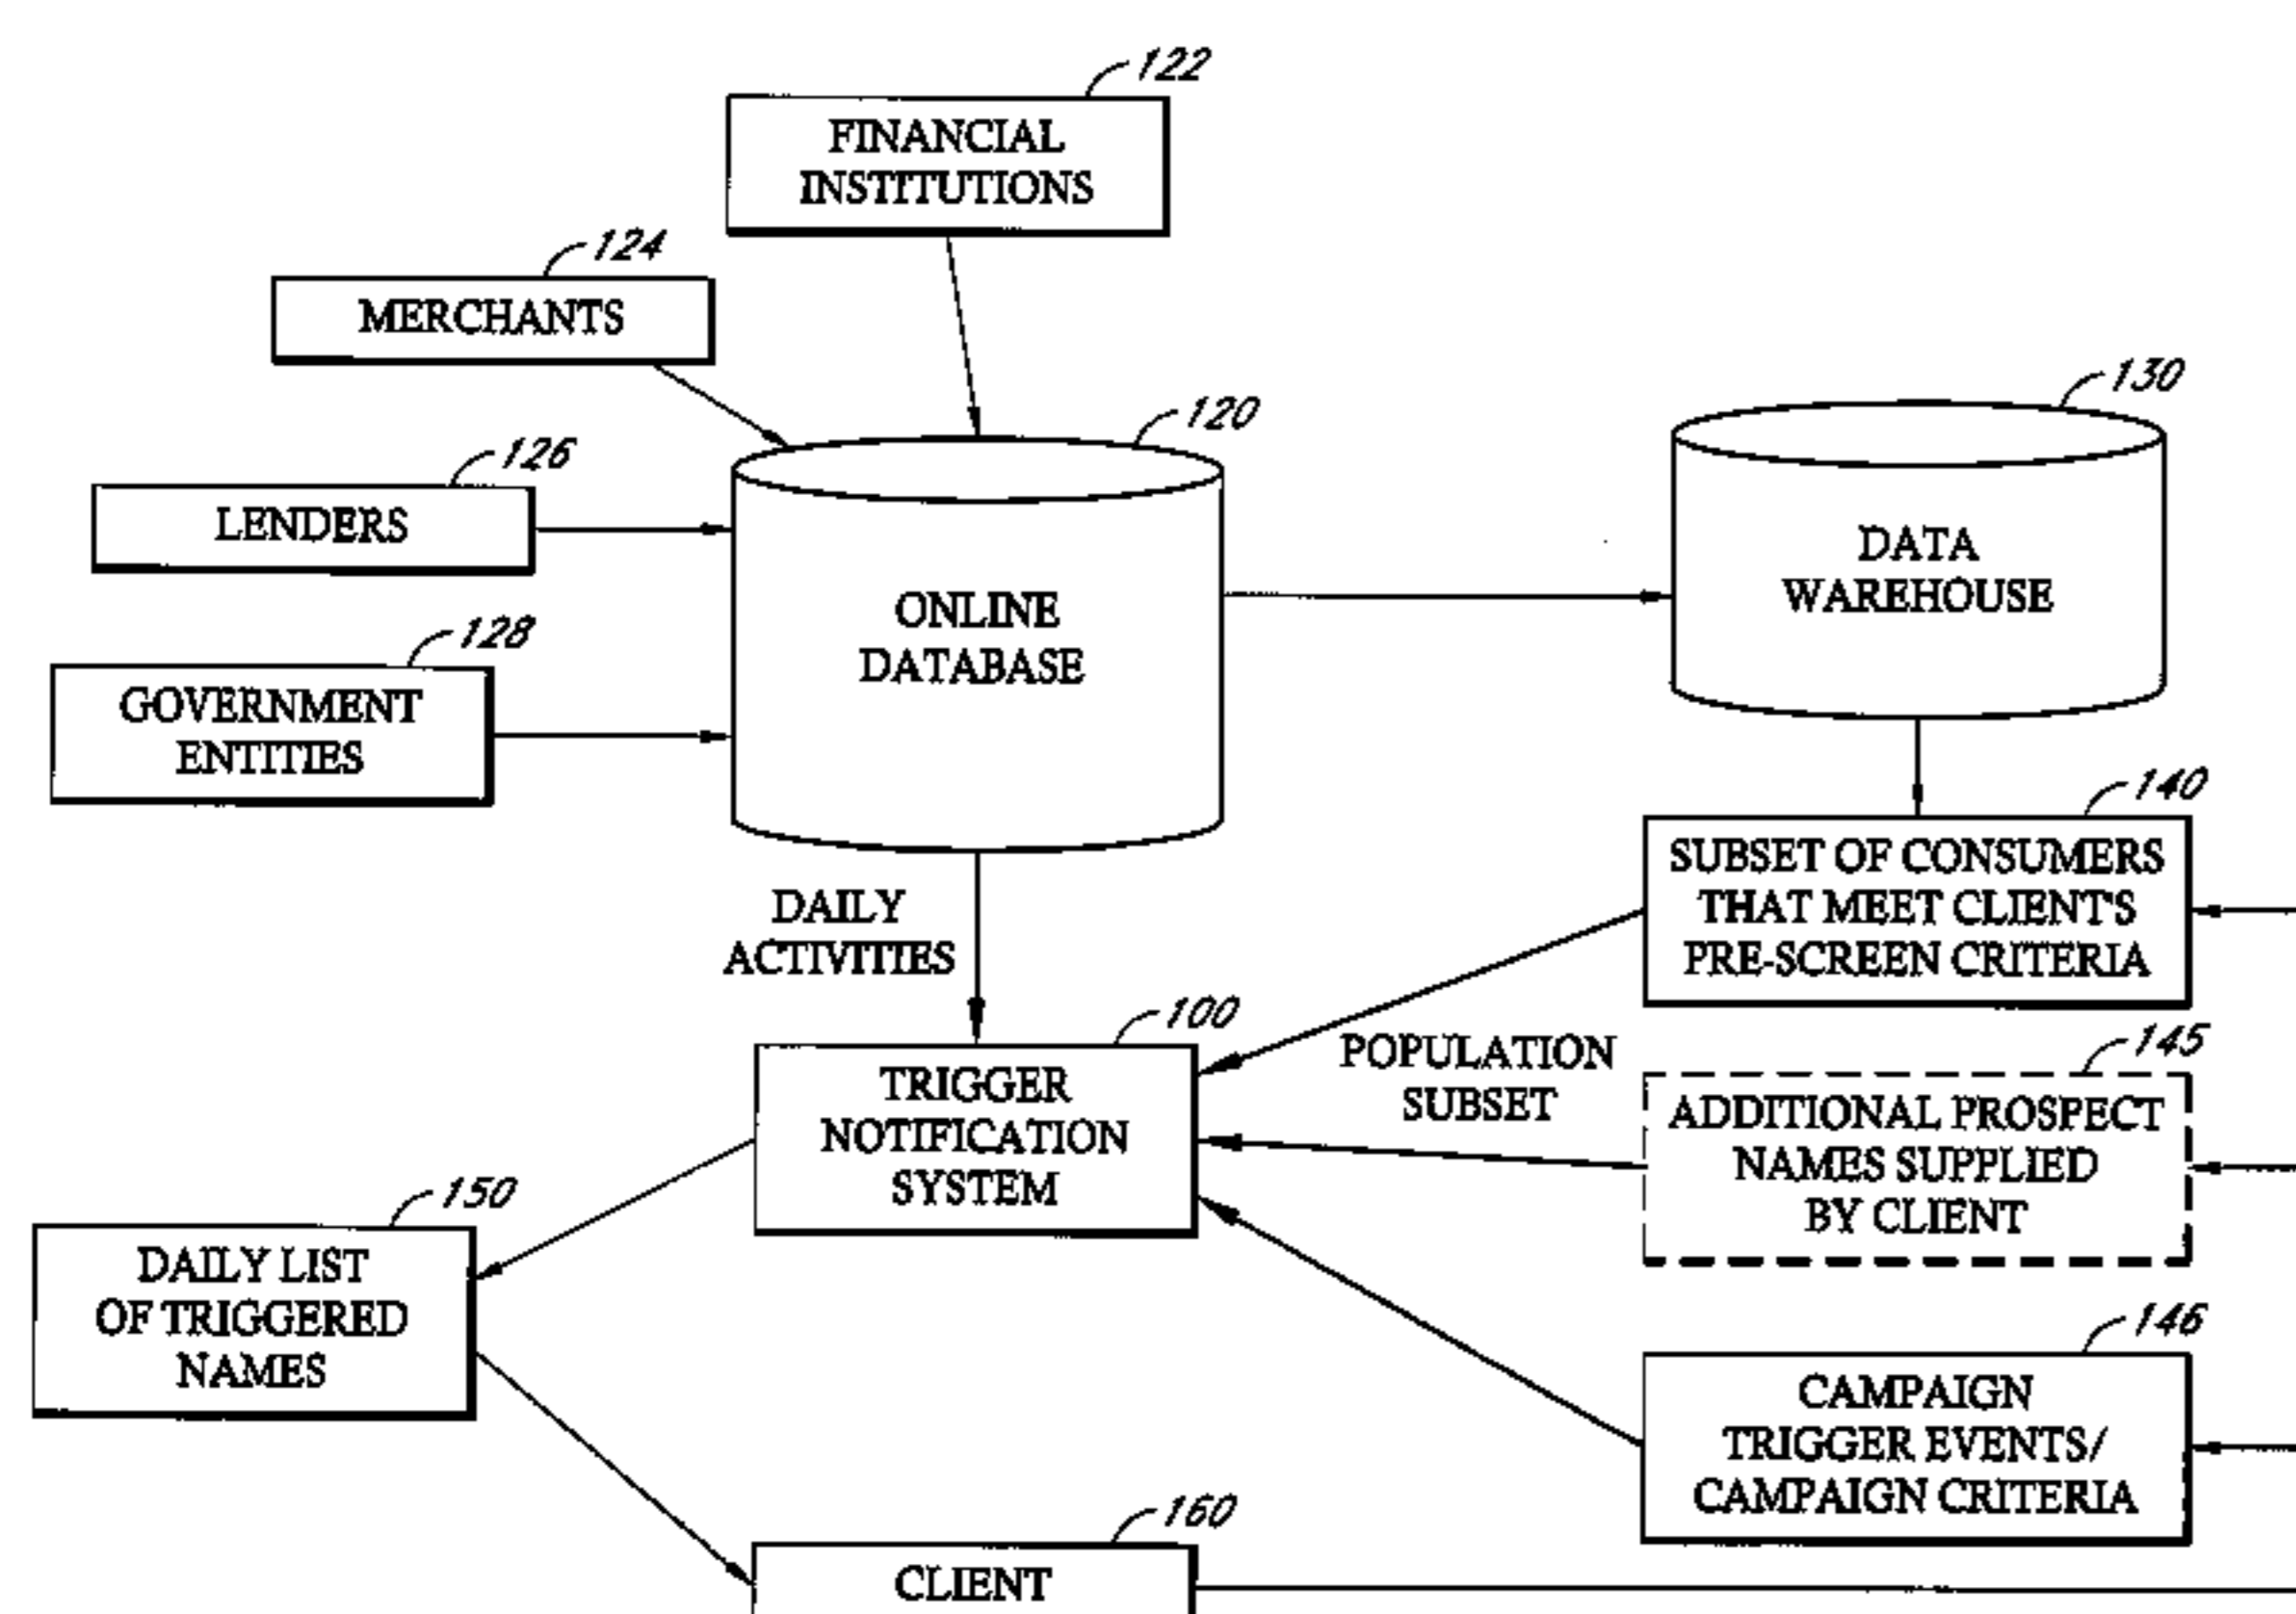 122
FINANCIAL
INSTITUTIONS
124
MERCHANTS
130
120
126
LENDERS
DATA
WAREHOUSE
ONLINE
DATABASE
128
GOVERNMENT
ENTITIES
140
SUBSET OF CONSUMERS
THAT MEET CLIENT'S
PRE-SCREEN CRITERIA
DAILY
ACTIVITIES
100
TRIGGER
NOTIFICATION
SYSTEM
POPULATION
SUBSET
145
ADDITIONAL PROSPECT
NAMES SUPPLIED
BY CLIENT
150
DAILY LIST
OF TRIGGERED
NAMES
146
CAMPAIGN
TRIGGER EVENTS/
CAMPAIGN CRITERIA
160
CLIENT